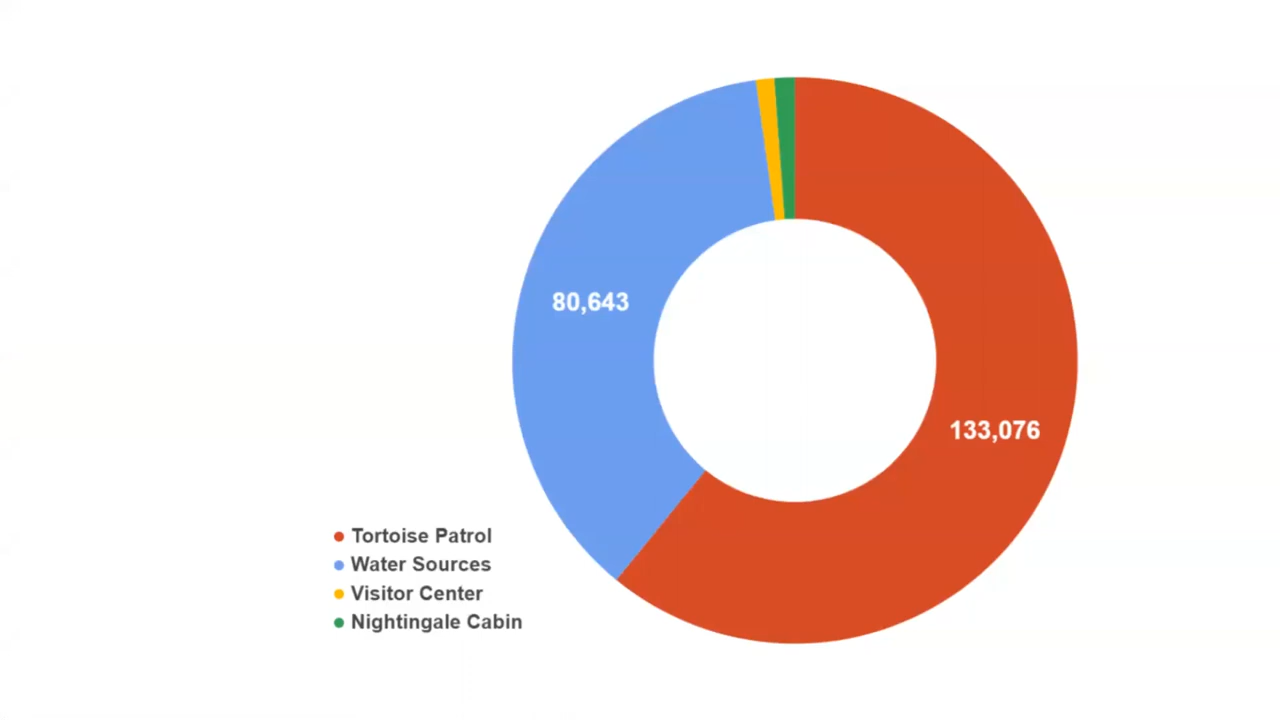 80,643
133,076
Tortoise Patrol
Water Sources
Visitor Center
Nightingale Cabin